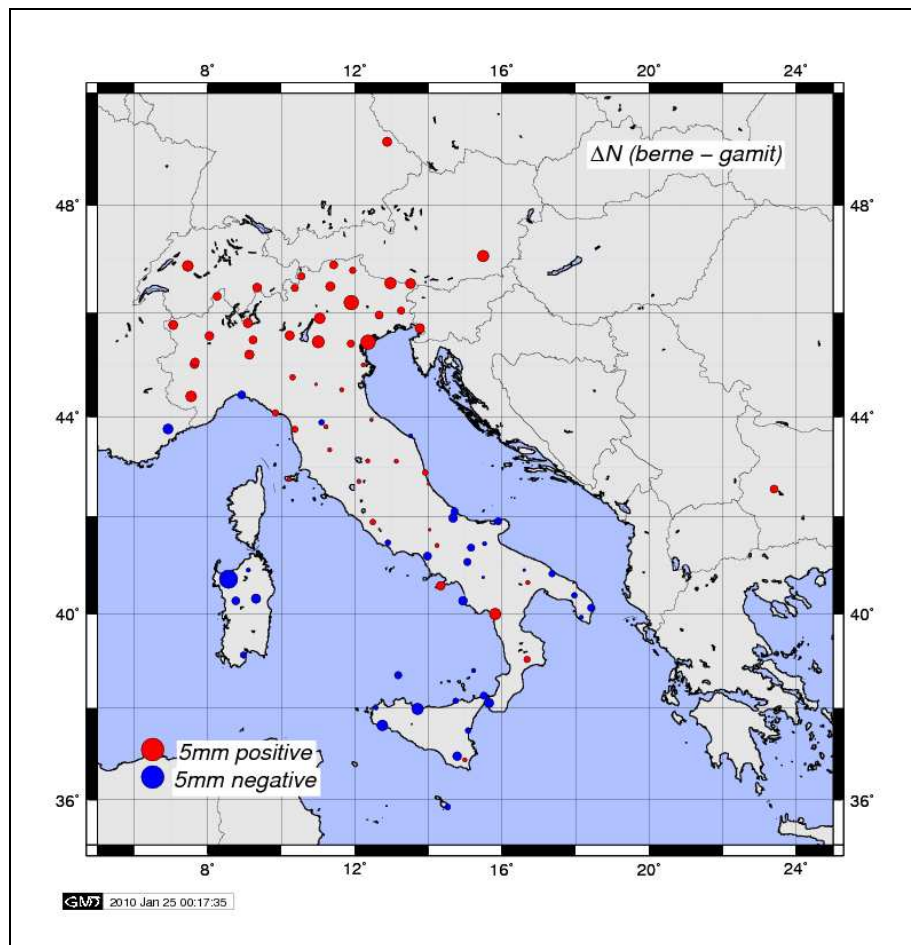 8° 12° 16° 20° 24°
ΔN (berne – gamit)
48° 48°
44° 44°
40° 40°
5mm positive
5mm negative
36° 36°
8° 12° 16° 20° 24°
GMT 2010 Jan 25 00:17:35